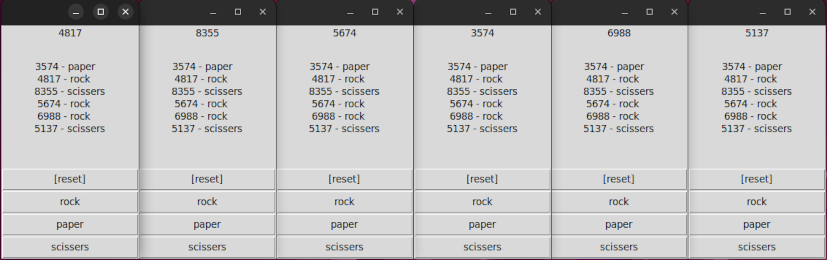 4817
3574 - paper
4817 - rock
8355 - scissers
5674 - rock
6988 - rock
5137 - scissers
[reset]
rock
paper
scissers
8355
3574 - paper
4817 - rock
8355 - scissers
5674 - rock
6988 - rock
5137 - scissers
[reset]
rock
paper
scissers
5674
3574 - paper
4817 - rock
8355 - scissers
5674 - rock
6988 - rock
5137 - scissers
[reset]
rock
paper
scissers
3574
3574 - paper
4817 - rock
8355 - scissers
5674 - rock
6988 - rock
5137 - scissers
[reset]
rock
paper
scissers
6988
3574 - paper
4817 - rock
8355 - scissers
5674 - rock
6988 - rock
5137 - scissers
[reset]
rock
paper
scissers
5137
3574 - paper
4817 - rock
8355 - scissers
5674 - rock
6988 - rock
5137 - scissers
[reset]
rock
paper
scissers